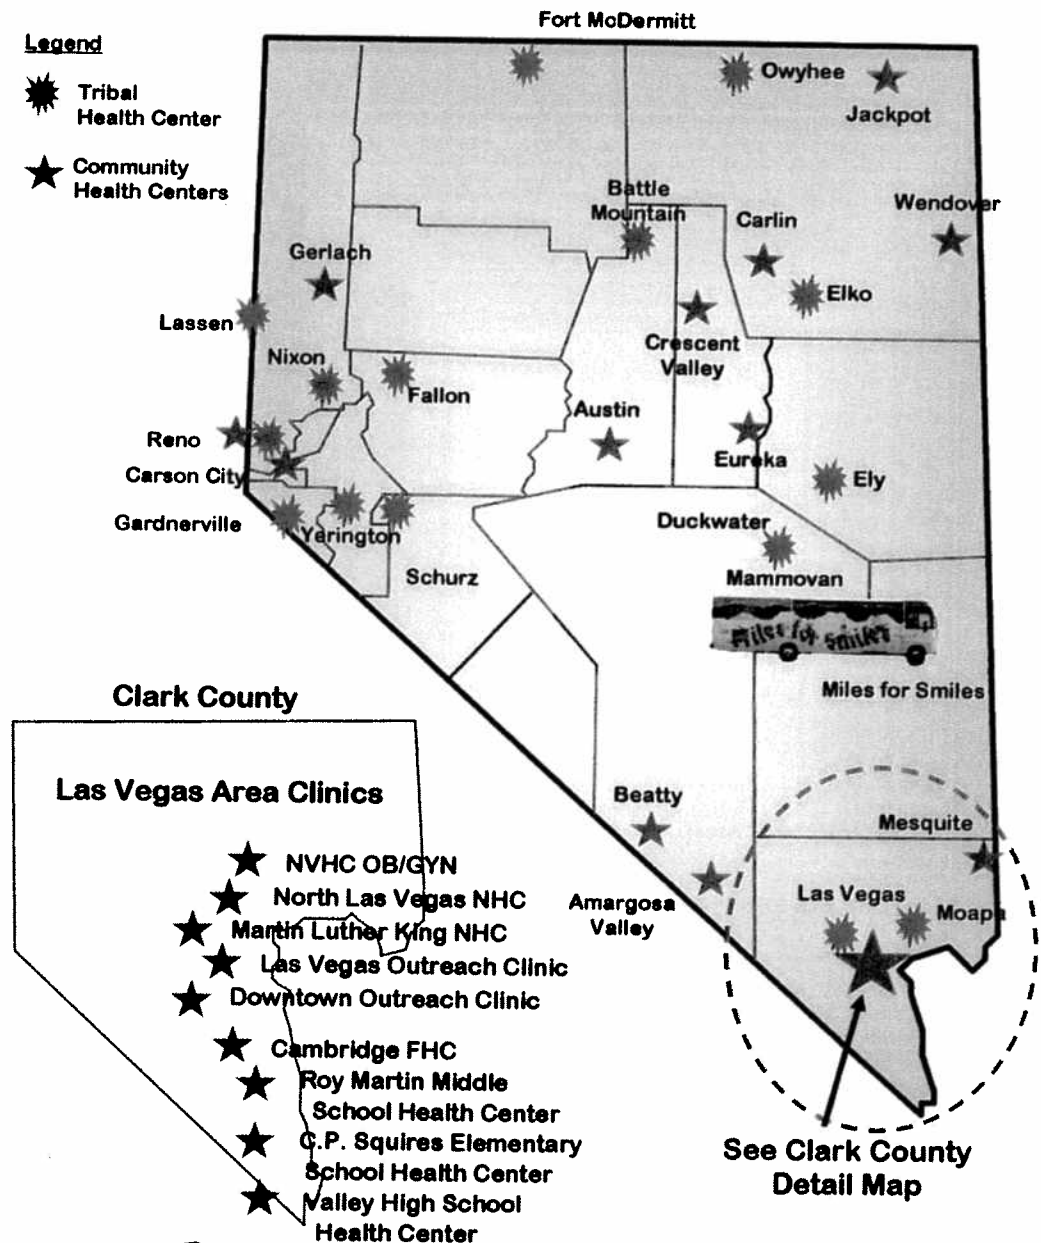 Fort McDermitt
Legend
Tribal
Health Center
Community
Health Centers
Owyhee
Jackpot
Battle
Mountain
Carlin
Wendover
Gerlach
Elko
Lassen
Crescent
Valley
Nixon
Fallon
Austin
Reno
Eureka
Carson City
Ely
Gardnerville
Yerington
Duckwater
Schurz
Mammovan
Miles for Smiles
Miles for Smiles
Clark County
Las Vegas Area Clinics
NVHC OB/GYN
North Las Vegas NHC
Martin Luther King NHC
Las Vegas Outreach Clinic
Downtown Outreach Clinic
Cambridge FHC
Roy Martin Middle
School Health Center
C.P. Squires Elementary
School Health Center
Valley High School
Health Center
Beatty
Mesquite
Amargosa
Valley
Las Vegas
Moapa
See Clark County
Detail Map